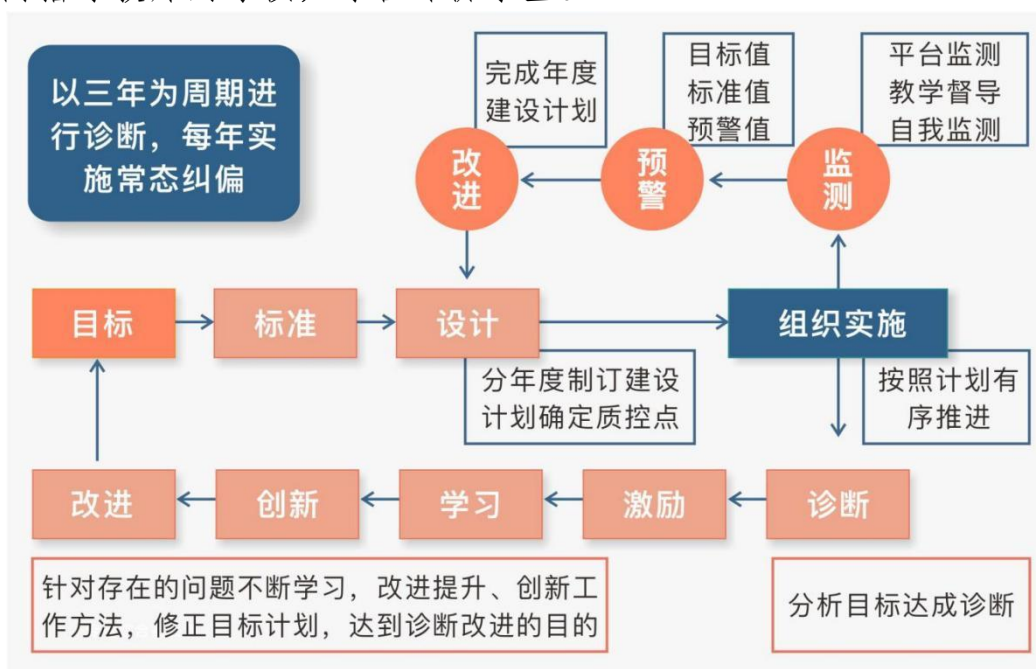 以三年为周期进
行诊断，每年实
施常态纠偏
完成年度
建设计划
目标值
标准值
预警值
平台监测
教学督导
自我监测
改
进
预
警
监
测
目标
标准
设计
组织实施
分年度制订建设
计划确定质控点
按照计划有
序推进
改进
创新
学习
激励
诊断
针对存在的问题不断学习，改进提升、创新工
作方法，修正目标计划，达到诊断改进的目的
分析目标达成诊断